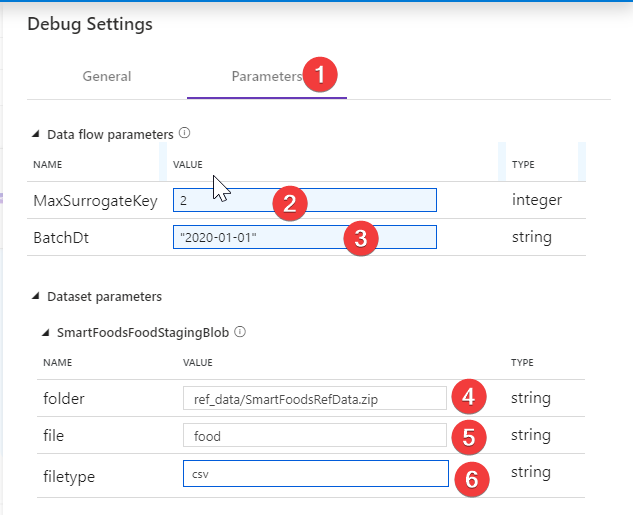 Debug Settings
General Parameters 1
Data flow parameters
NAME VALUE TYPE
MaxSurrogateKey 2 2 integer
BatchDt "2020-01-01" 3 string
Dataset parameters
SmartFoodsFoodStagingBlob
NAME VALUE TYPE
folder ref_data/SmartFoodsRefData.zip 4 string
file food 5 string
filetype csv 6 string